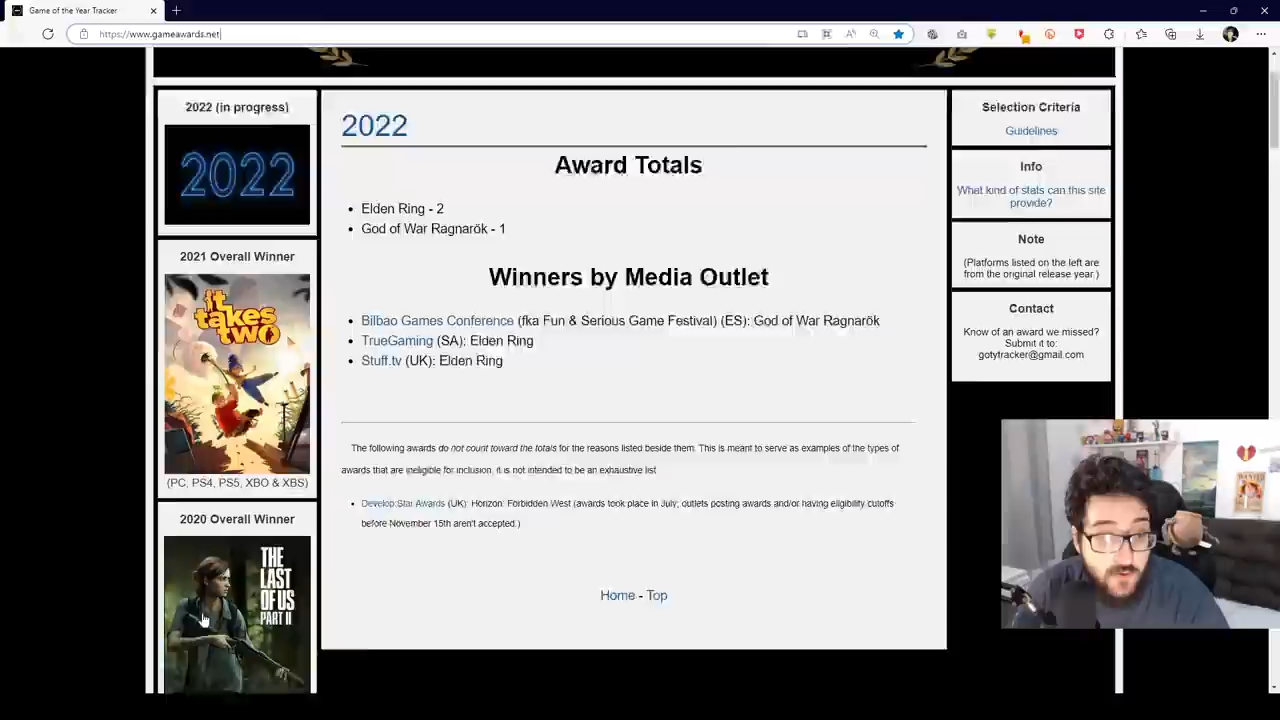 Game of the Year Tracker
https://www.gameawards.net
2022 (in progress)
2022
2021 Overall Winner
it
takes
two
(PC, PS4, PS5, XBO & XBS)
2020 Overall Winner
THE
LAST
OF US
PART II
2022
Award Totals
• Elden Ring - 2
• God of War Ragnarök - 1
Winners by Media Outlet
• Bilbao Games Conference (fka Fun & Serious Game Festival) (ES): God of War Ragnarök
• TrueGaming (SA): Elden Ring
• Stuff.tv (UK): Elden Ring
The following awards do not count toward the totals for the reasons listed beside them. This is meant to serve as examples of the types of
awards that are ineligible for inclusion, it is not intended to be an exhaustive list
• Develop:Star Awards (UK): Horizon: Forbidden West (awards took place in July; outlets posting awards and/or having eligibility cutoffs
before November 15th aren't accepted.)
Home - Top
Selection Criteria
Guidelines
Info
What kind of stats can this site
provide?
Note
(Platforms listed on the left are
from the original release year.)
Contact
Know of an award we missed?
Submit it to:
gotytracker@gmail.com
WANTED